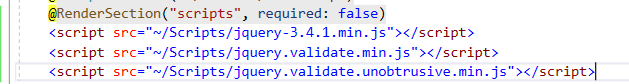 @RenderSection("scripts", required: false)
<script src="~/Scripts/jquery-3.4.1.min.js"></script>
<script src="~/Scripts/jquery.validate.min.js"></script>
<script src="~/Scripts/jquery.validate.unobtrusive.min.js"></script>